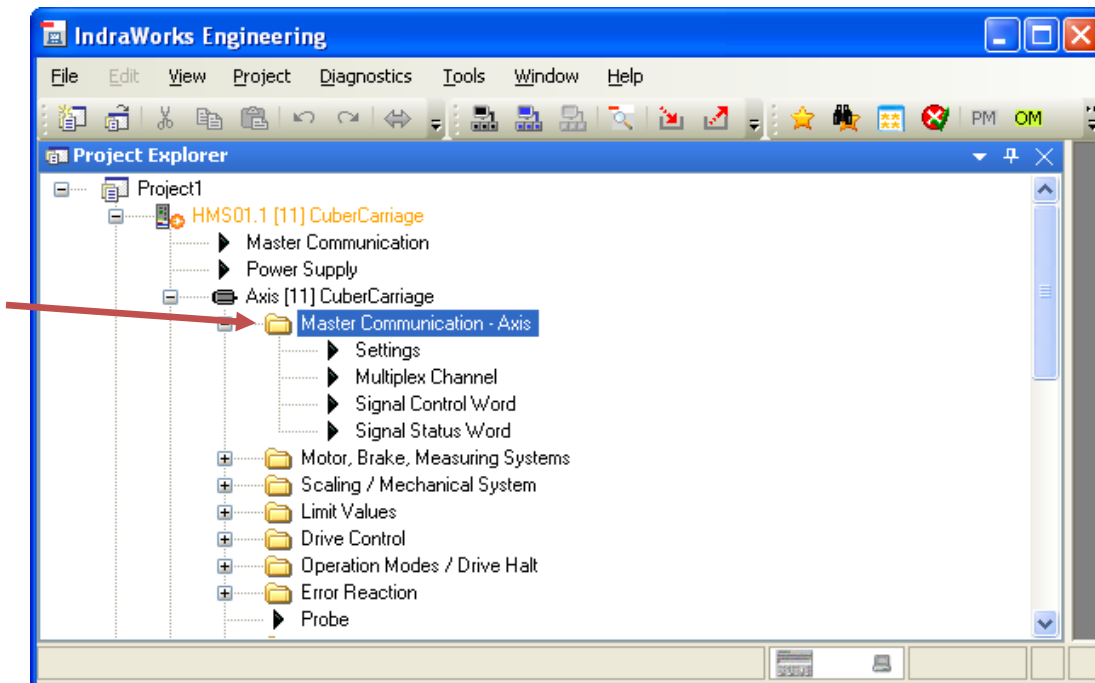 IndraWorks Engineering
File Edit View Project Diagnostics Tools Window Help
PM OM
Project Explorer
Project1
HMS01.1 [11] CuberCarriage
Master Communication
Power Supply
Axis [11] CuberCarriage
Master Communication - Axis
Settings
Multiplex Channel
Signal Control Word
Signal Status Word
Motor, Brake, Measuring Systems
Scaling / Mechanical System
Limit Values
Drive Control
Operation Modes / Drive Halt
Error Reaction
Probe